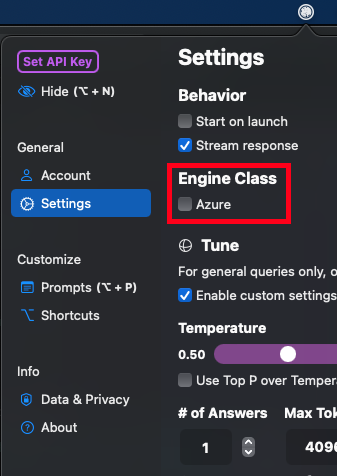 Set API Key
Hide (⌥ + N)
General
Account
Settings
Customize
Prompts (⌥ + P)
Shortcuts
Info
Data & Privacy
About
Settings
Behavior
Start on launch
Stream response
Engine Class
Azure
Tune
For general queries only, o
Enable custom settings
Temperature
0.50
Use Top P over Tempera
# of Answers
Max Tok
1
4096